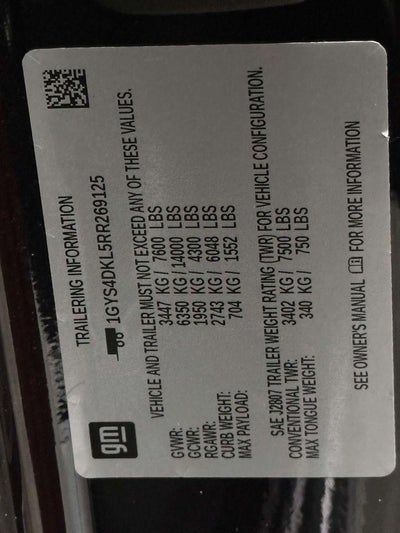 gm
TRAILERING INFORMATION
1GYS4DKL5RR269125
VEHICLE AND TRAILER MUST NOT EXCEED ANY OF THESE VALUES.
GVWR: 3447 KG / 7600 LBS
GCWR: 6350 KG / 14000 LBS
RGAWR: 1950 KG / 4300 LBS
CURB WEIGHT: 2743 KG / 6048 LBS
MAX PAYLOAD: 704 KG / 1552 LBS
SAE J2807 TRAILER WEIGHT RATING (TWR) FOR VEHICLE CONFIGURATION.
CONVENTIONAL TWR: 3402 KG / 7500 LBS
MAX TONGUE WEIGHT: 340 KG / 750 LBS
SEE OWNER'S MANUAL FOR MORE INFORMATION